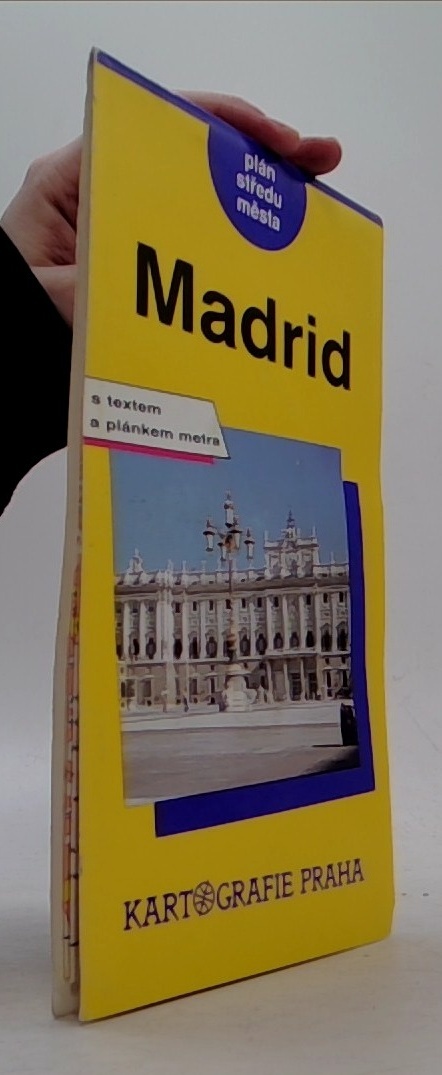 plán
středu
města
Madrid
s textem
a plánkem metra
KARTOGRAFIE PRAHA